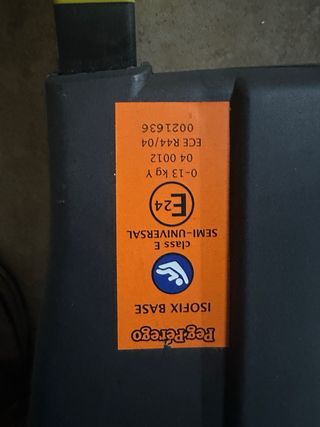 Peg-Pérego
ISOFIX BASE
class E
SEMI-UNIVERSAL
E24
0-13 kg Y
04 0012
ECE R44/04
0021636